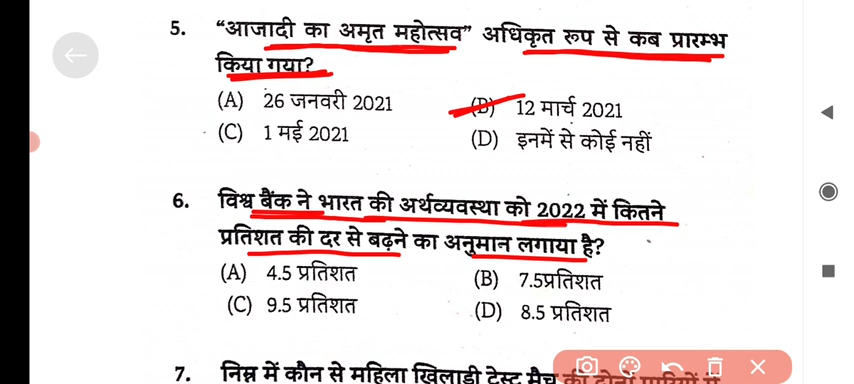 5. “आजादी का अमृत महोत्सव” अधिकृत रूप से कब प्रारम्भ
किया गया?
(A) 26 जनवरी 2021 (B) 12 मार्च 2021
(C) 1 मई 2021 (D) इनमें से कोई नहीं
6. विश्व बैंक ने भारत की अर्थव्यवस्था को 2022 में कितने
प्रतिशत की दर से बढ़ने का अनुमान लगाया है?
(A) 4.5 प्रतिशत (B) 7.5प्रतिशत
(C) 9.5 प्रतिशत (D) 8.5 प्रतिशत
7. निम्न में कौन से महिला खिलाड़ी टेस्ट मैच की दोनों